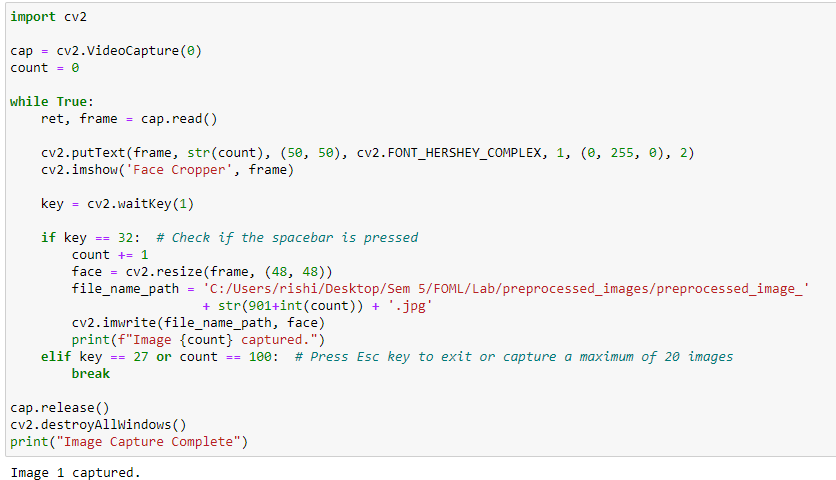 import cv2

cap = cv2.VideoCapture(0)
count = 0

while True:
    ret, frame = cap.read()

    cv2.putText(frame, str(count), (50, 50), cv2.FONT_HERSHEY_COMPLEX, 1, (0, 255, 0), 2)
    cv2.imshow('Face Cropper', frame)

    key = cv2.waitKey(1)

    if key == 32:  # Check if the spacebar is pressed
        count += 1
        face = cv2.resize(frame, (48, 48))
        file_name_path = 'C:/Users/rishi/Desktop/Sem 5/FOML/Lab/preprocessed_images/preprocessed_image_'
                         + str(901+int(count)) + '.jpg'
        cv2.imwrite(file_name_path, face)
        print(f"Image {count} captured.")
    elif key == 27 or count == 100:  # Press Esc key to exit or capture a maximum of 20 images
        break

cap.release()
cv2.destroyAllWindows()
print("Image Capture Complete")

Image 1 captured.